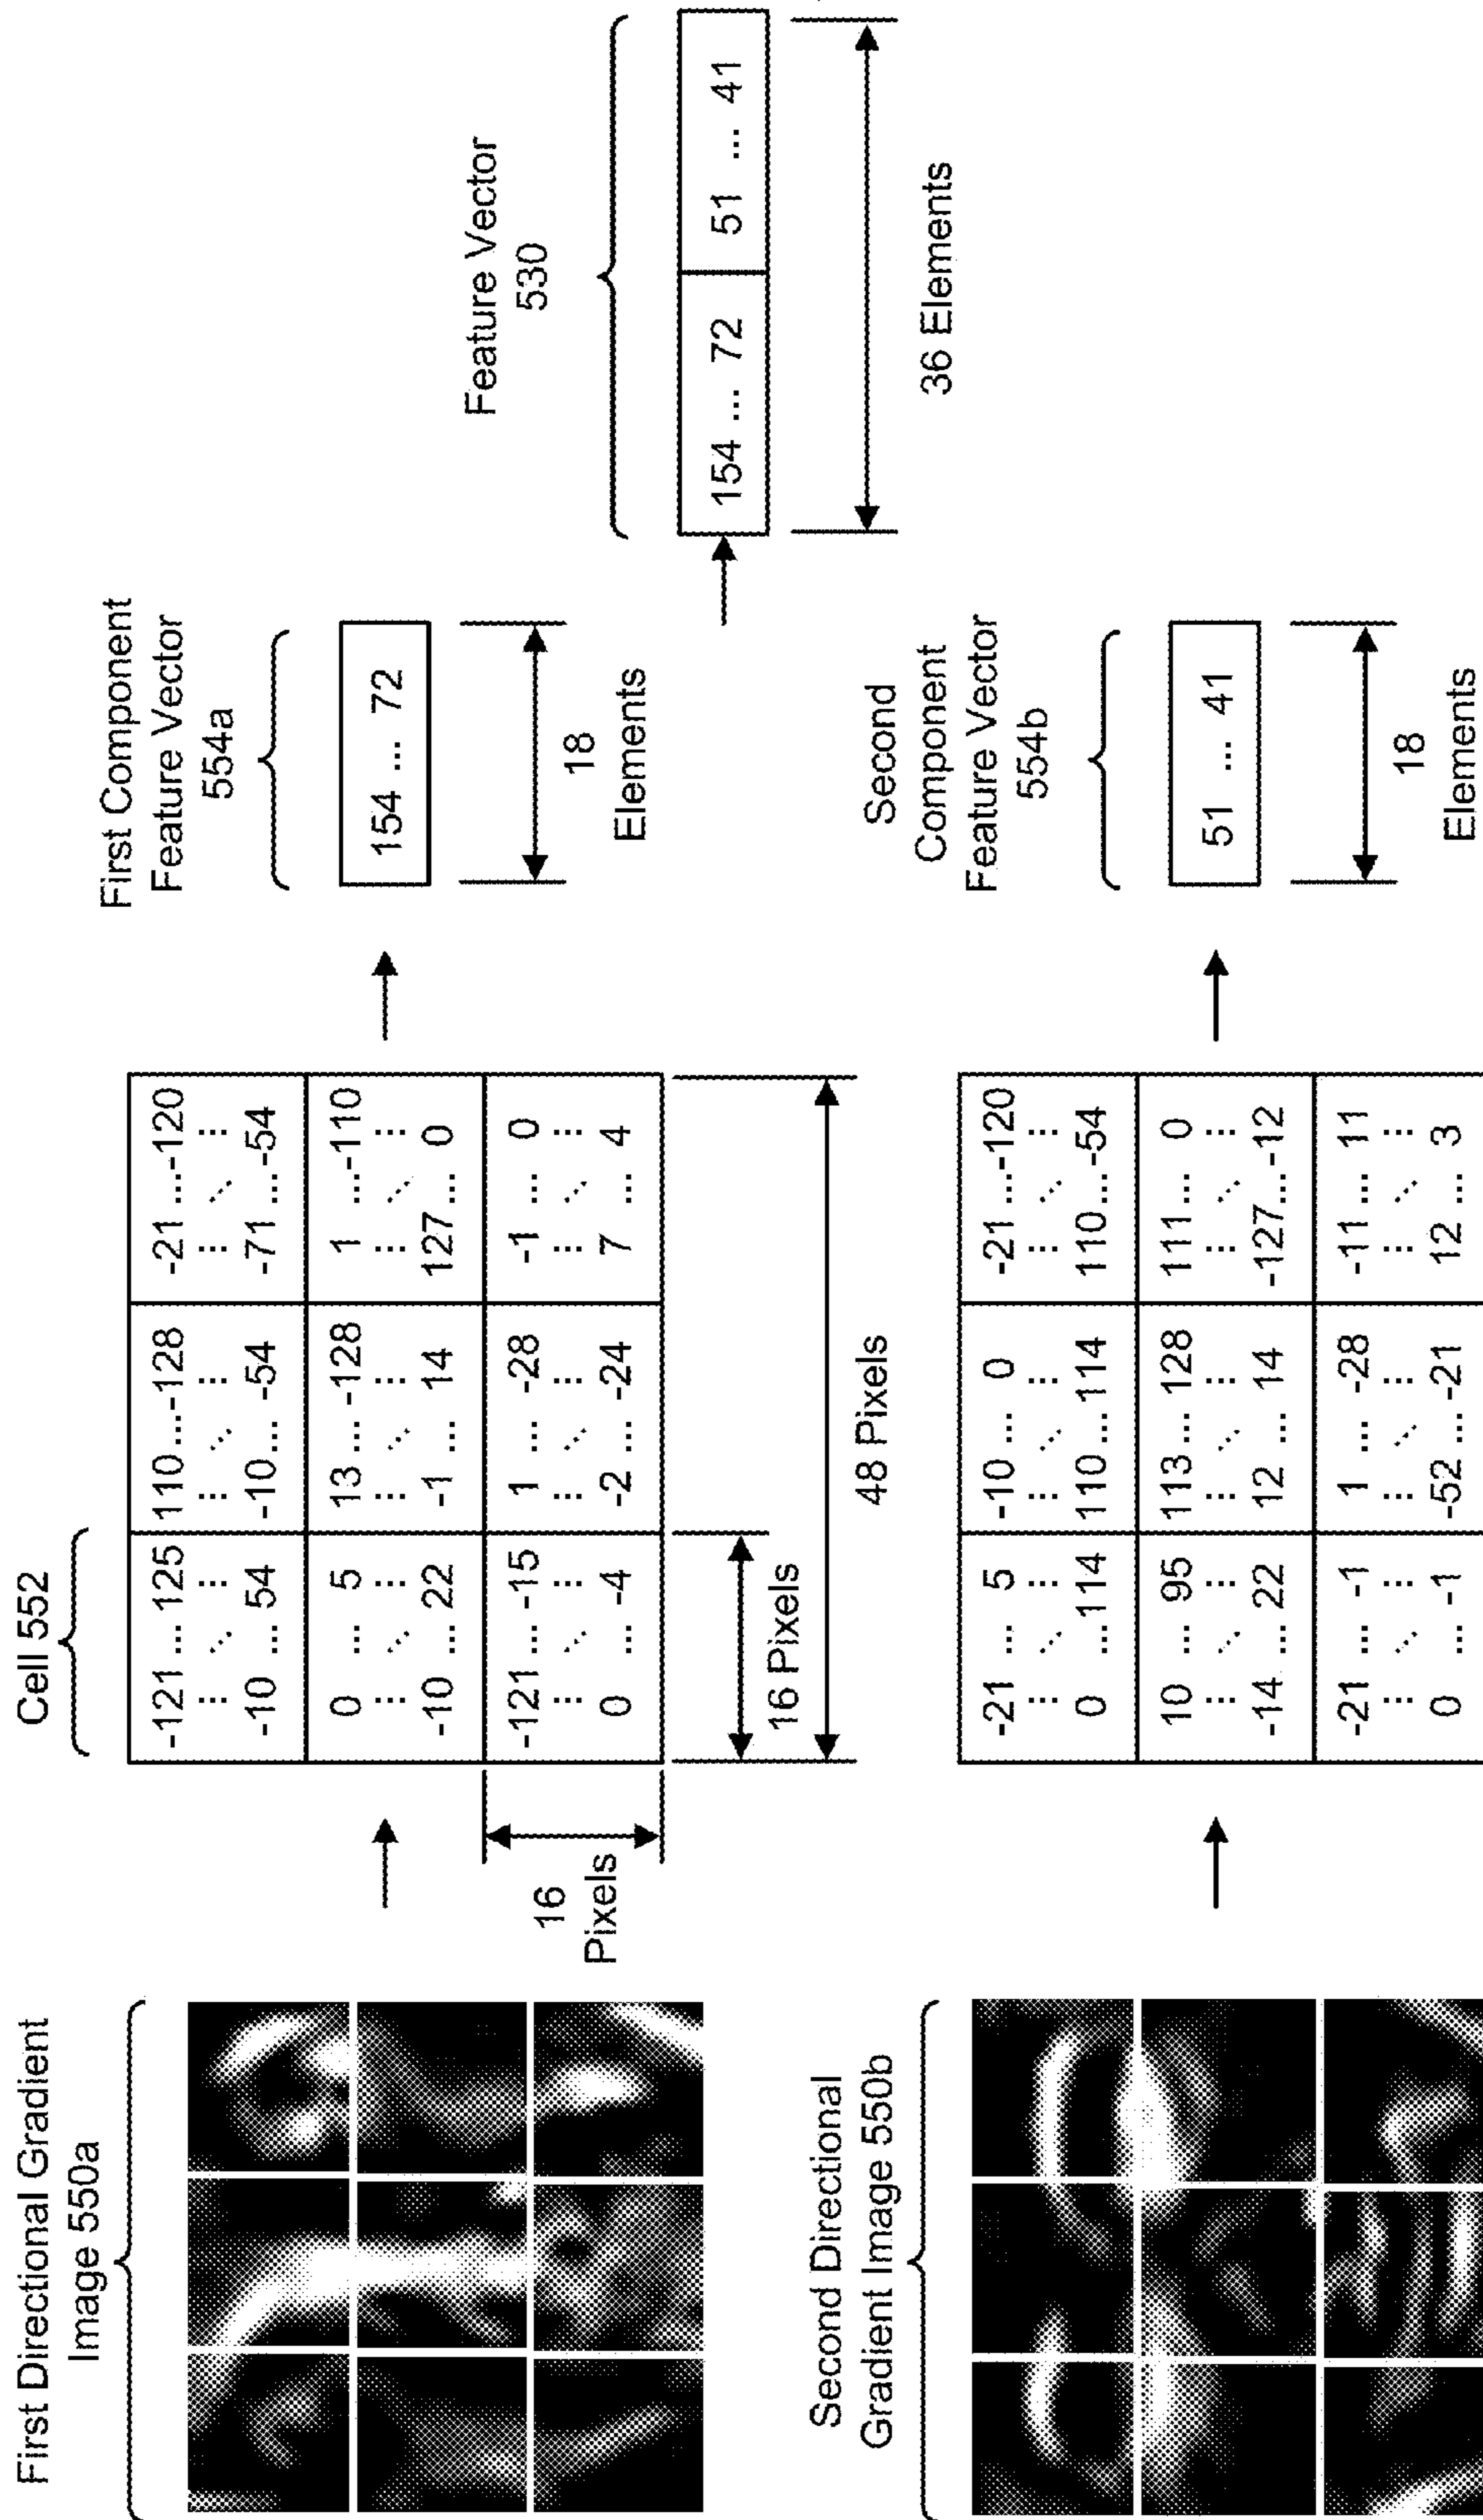 First Directional Gradient
Image 550a
Cell 552
-121 ... 125 110 ...-128 -21 ...-120
⋮ ⋱ ⋮ ⋮ ⋱ ⋮ ⋮ ⋱ ⋮
-10 ... 54 -10 ... -54 -71 ... -54
0 ... 5 13 ...-128 1 ...-110
⋮ ⋱ ⋮ ⋮ ⋱ ⋮ ⋮ ⋱ ⋮
-10 ... 22 -1 ... 14 127 ... 0
-121 ... -15 1 ... -28 -1 ... 0
⋮ ⋱ ⋮ ⋮ ⋱ ⋮ ⋮ ⋱ ⋮
0 ... -4 -2 ... -24 7 ... 4
16
Pixels
16 Pixels
48 Pixels
First Component
Feature Vector
554a
154 ... 72
18
Elements
Second Directional
Gradient Image 550b
-21 ... 5 -10 ... 0 -21 ...-120
⋮ ⋱ ⋮ ⋮ ⋱ ⋮ ⋮ ⋱ ⋮
0 ...114 110 ... 114 110 ... -54
10 ... 95 113 ... 128 111 ... 0
⋮ ⋱ ⋮ ⋮ ⋱ ⋮ ⋮ ⋱ ⋮
-14 ... 22 12 ... 14 -127...-12
-21 ... -1 1 ... -28 -11 ... 11
⋮ ⋱ ⋮ ⋮ ⋱ ⋮ ⋮ ⋱ ⋮
0 ... -1 -52 ... -21 12 ... 3
Second
Component
Feature Vector
554b
51 ... 41
18
Elements
Feature Vector
530
154 ... 72 51 ... 41
36 Elements